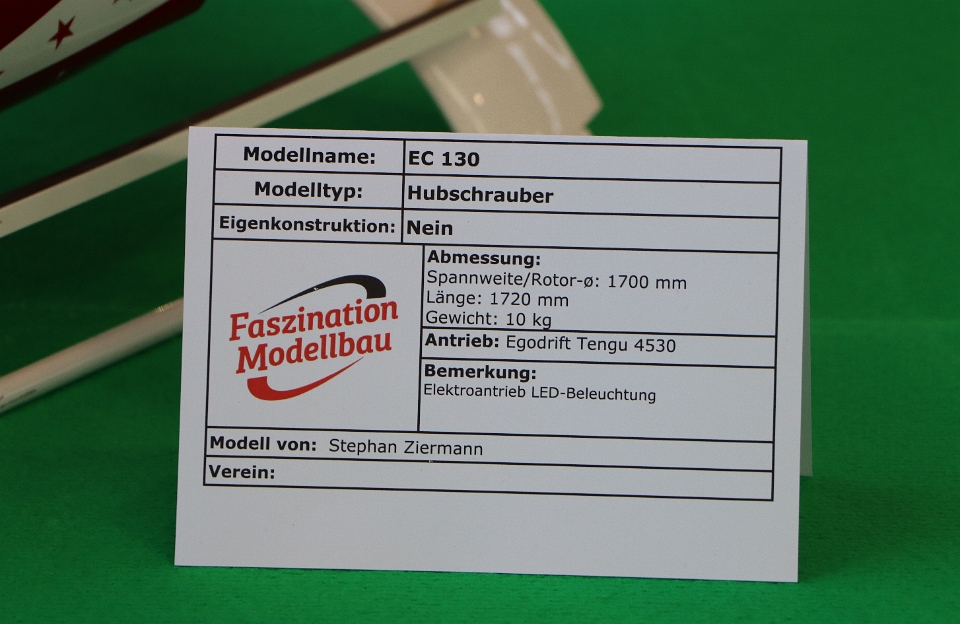 Modellname: EC 130
Modelltyp: Hubschrauber
Eigenkonstruktion: Nein
Faszination
Modellbau
Abmessung:
Spannweite/Rotor-ø: 1700 mm
Länge: 1720 mm
Gewicht: 10 kg
Antrieb: Egodrift Tengu 4530
Bemerkung:
Elektroantrieb LED-Beleuchtung
Modell von: Stephan Ziermann
Verein: